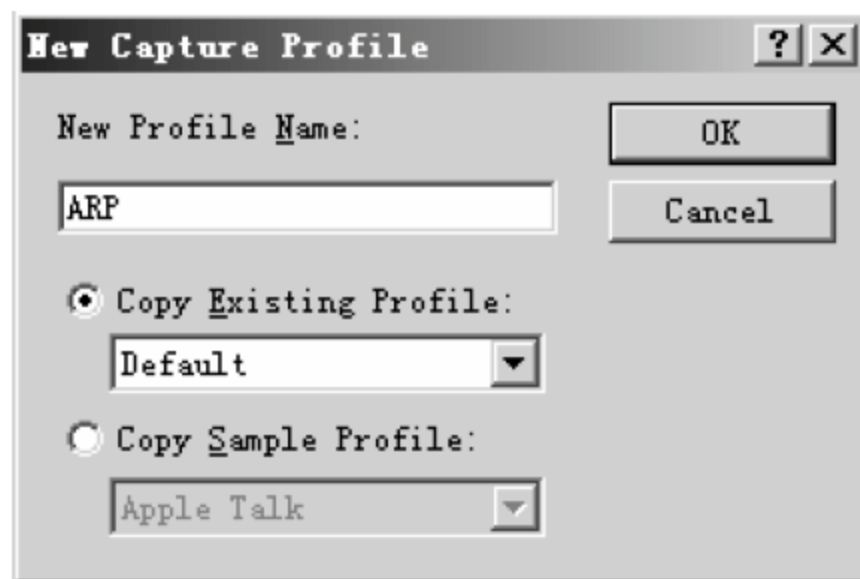 New Capture Profile ? ×
New Profile Name:
OK
ARP
Cancel
Copy Existing Profile:
Default
Copy Sample Profile:
Apple Talk